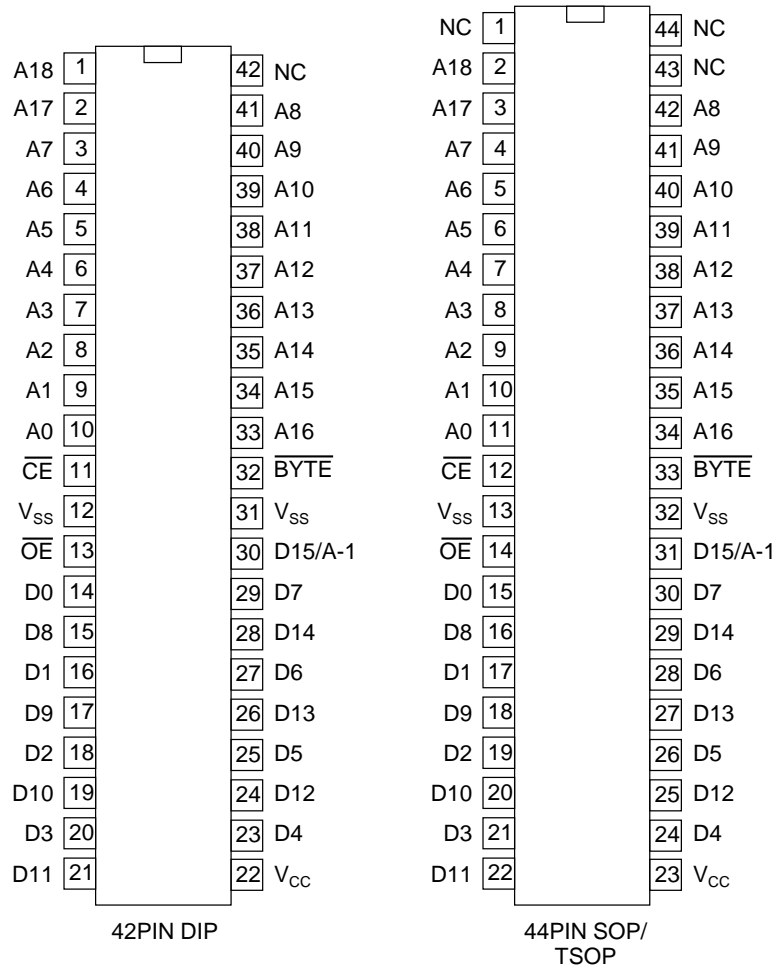 A18 1 42 NC
A17 2 41 A8
A7 3 40 A9
A6 4 39 A10
A5 5 38 A11
A4 6 37 A12
A3 7 36 A13
A2 8 35 A14
A1 9 34 A15
A0 10 33 A16
CE 11 32 BYTE
VSS 12 31 VSS
OE 13 30 D15/A-1
D0 14 29 D7
D8 15 28 D14
D1 16 27 D6
D9 17 26 D13
D2 18 25 D5
D10 19 24 D12
D3 20 23 D4
D11 21 22 VCC
42PIN DIP
NC 1 44 NC
A18 2 43 NC
A17 3 42 A8
A7 4 41 A9
A6 5 40 A10
A5 6 39 A11
A4 7 38 A12
A3 8 37 A13
A2 9 36 A14
A1 10 35 A15
A0 11 34 A16
CE 12 33 BYTE
VSS 13 32 VSS
OE 14 31 D15/A-1
D0 15 30 D7
D8 16 29 D14
D1 17 28 D6
D9 18 27 D13
D2 19 26 D5
D10 20 25 D12
D3 21 24 D4
D11 22 23 VCC
44PIN SOP/
TSOP